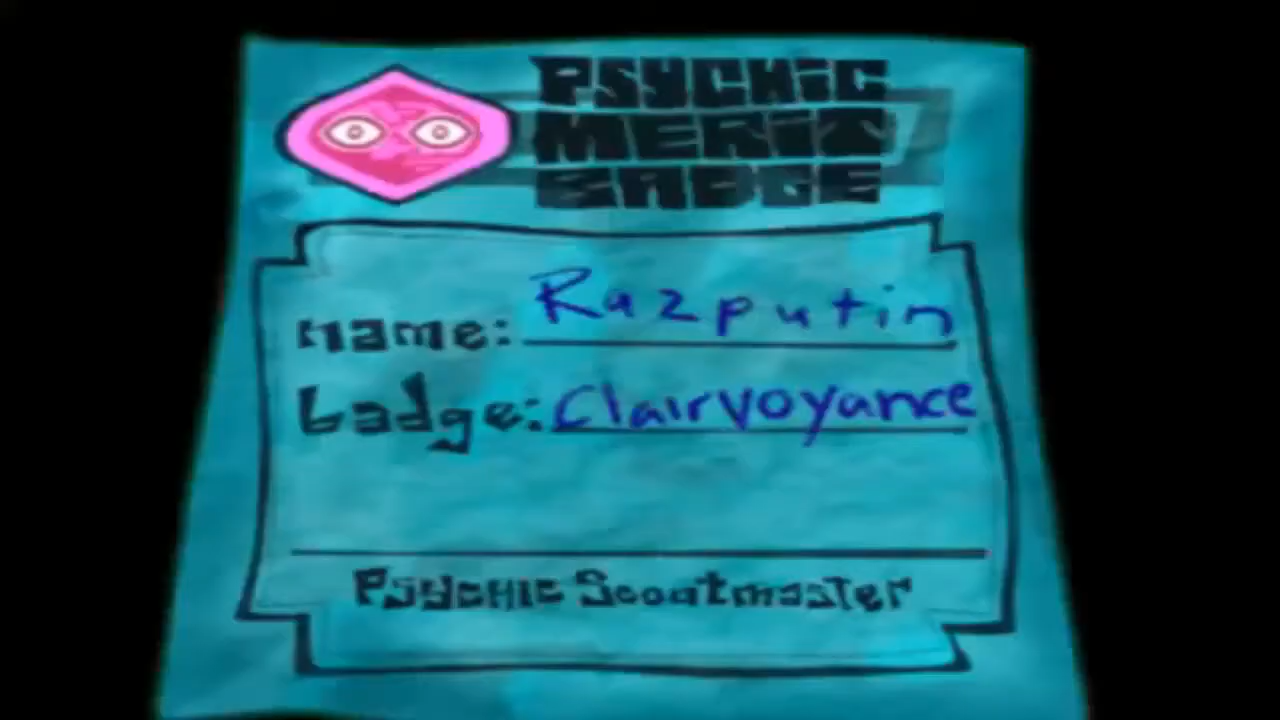 PSYCHIC
MERIT
BADGE
name: Razputin
badge: Clairvoyance
Psychic Scoutmaster